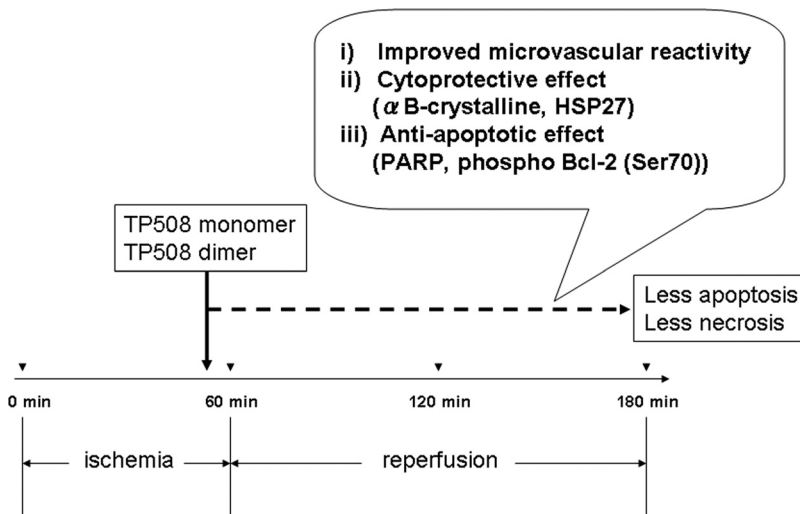 i) Improved microvascular reactivity
ii) Cytoprotective effect
(αB-crystalline, HSP27)
iii) Anti-apoptotic effect
(PARP, phospho Bcl-2 (Ser70))
TP508 monomer
TP508 dimer
Less apoptosis
Less necrosis
0 min 60 min 120 min 180 min
ischemia reperfusion